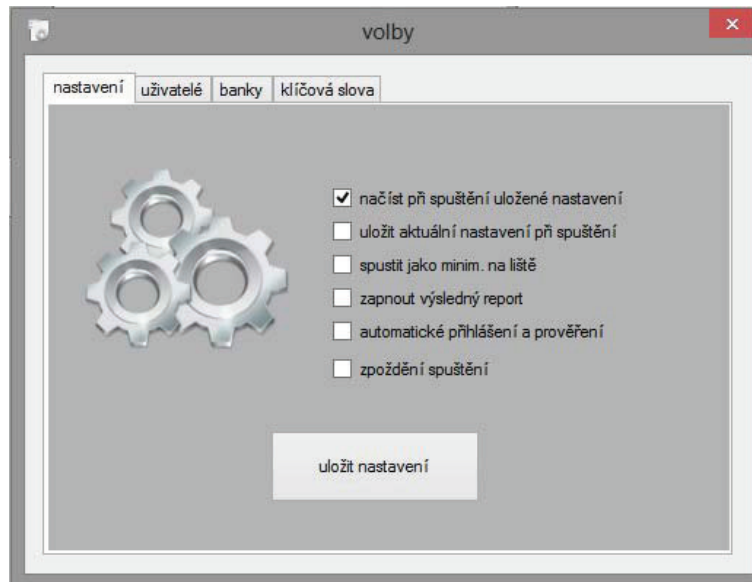 volby
nastavení uživatelé banky klíčová slova
načíst při spuštění uložené nastavení
uložit aktuální nastavení při spuštění
spustit jako minim. na liště
zapnout výsledný report
automatické přihlášení a prověření
zpoždění spuštění
uložit nastavení